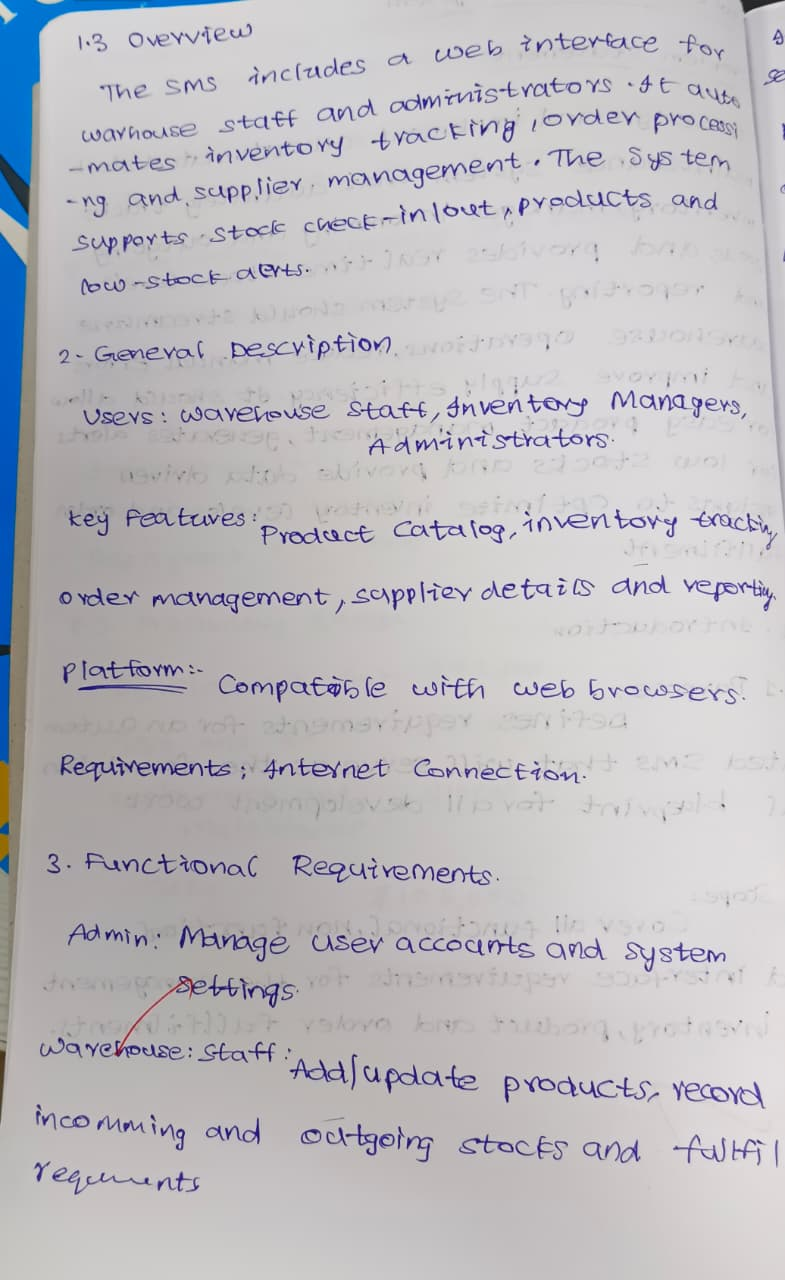 1.3 Overview
The SMS includes a web interface for
warhouse staff and administrators. It auto
-mates inventory tracking, order processi
-ng and supplier management. The System
supports stock check-in/out, products and
low-stock alerts.
2. General Description
Users: Warehouse Staff, Inventory Managers,
Administrators.
Key Features:
Product Catalog, inventory tracking,
order management, supplier details and reporting.
Platform:-
Compatible with web browsers.
Requirements: Internet Connection.
3. Functional Requirements.
Admin: Manage user accounts and system
settings.
Warehouse: Staff:
Add/update products, record
incomming and outgoing stocks and fulfil